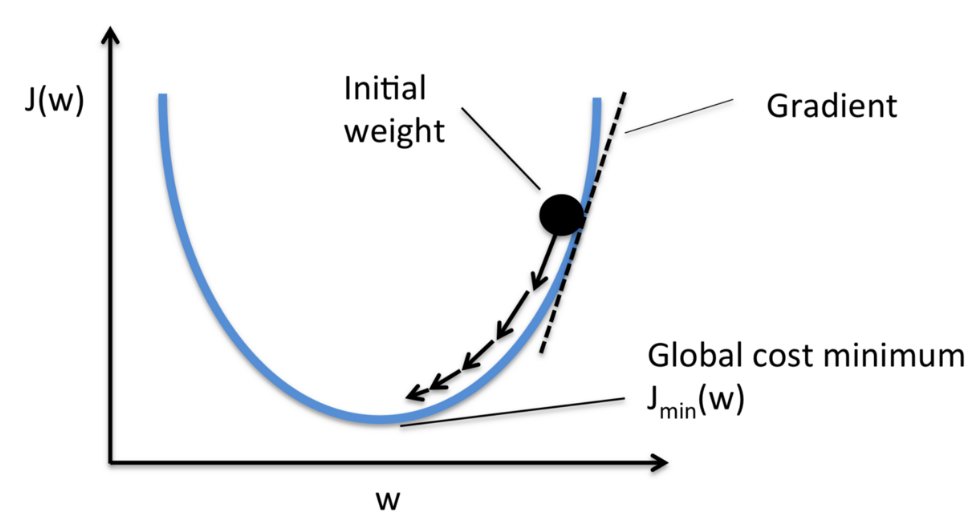 J(w)
Initial
weight
Gradient
Global cost minimum
Jmin(w)
w